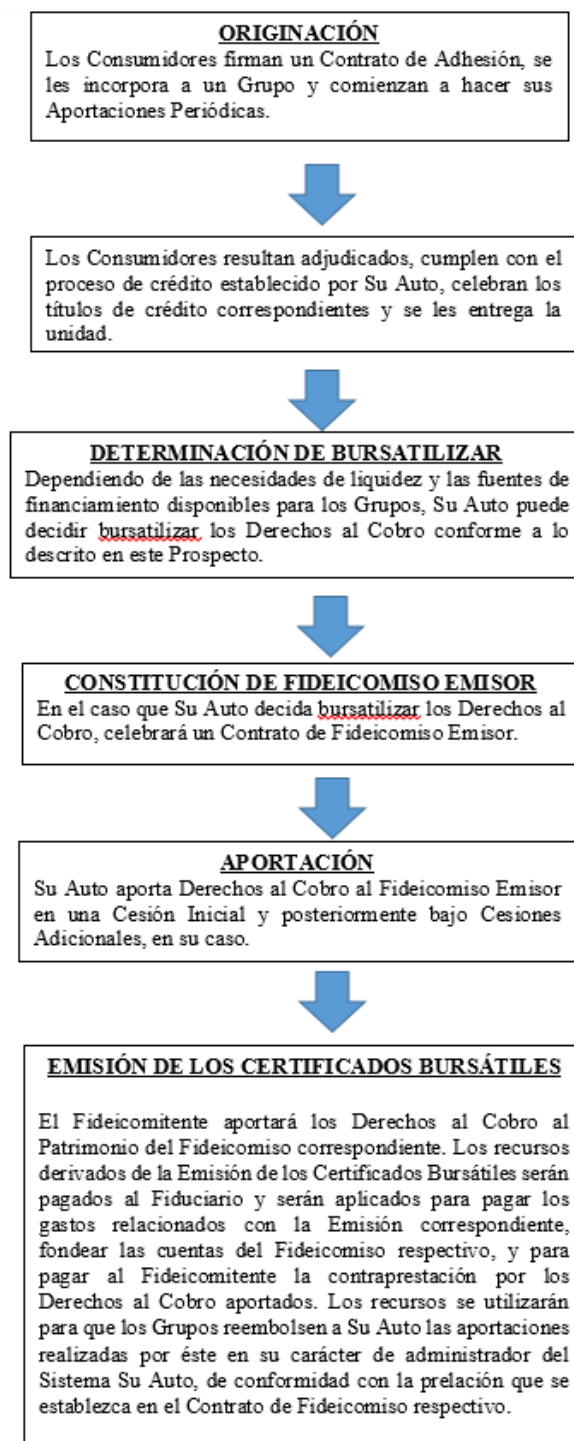 ORIGINACIÓN
Los Consumidores firman un Contrato de Adhesión, se
les incorpora a un Grupo y comienzan a hacer sus
Aportaciones Periódicas.
Los Consumidores resultan adjudicados, cumplen con el
proceso de crédito establecido por Su Auto, celebran los
títulos de crédito correspondientes y se les entrega la
unidad.
DETERMINACIÓN DE BURSATILIZAR
Dependiendo de las necesidades de liquidez y las fuentes de
financiamiento disponibles para los Grupos, Su Auto puede
decidir bursatilizar los Derechos al Cobro conforme a lo
descrito en este Prospecto.
CONSTITUCIÓN DE FIDEICOMISO EMISOR
En el caso que Su Auto decida bursatilizar los Derechos al
Cobro, celebrará un Contrato de Fideicomiso Emisor.
APORTACIÓN
Su Auto aporta Derechos al Cobro al Fideicomiso Emisor
en una Cesión Inicial y posteriormente bajo Cesiones
Adicionales, en su caso.
EMISIÓN DE LOS CERTIFICADOS BURSÁTILES
El Fideicomitente aportará los Derechos al Cobro al
Patrimonio del Fideicomiso correspondiente. Los recursos
derivados de la Emisión de los Certificados Bursátiles serán
pagados al Fiduciario y serán aplicados para pagar los
gastos relacionados con la Emisión correspondiente,
fondear las cuentas del Fideicomiso respectivo, y para
pagar al Fideicomitente la contraprestación por los
Derechos al Cobro aportados. Los recursos se utilizarán
para que los Grupos reembolsen a Su Auto las aportaciones
realizadas por éste en su carácter de administrador del
Sistema Su Auto, de conformidad con la prelación que se
establezca en el Contrato de Fideicomiso respectivo.